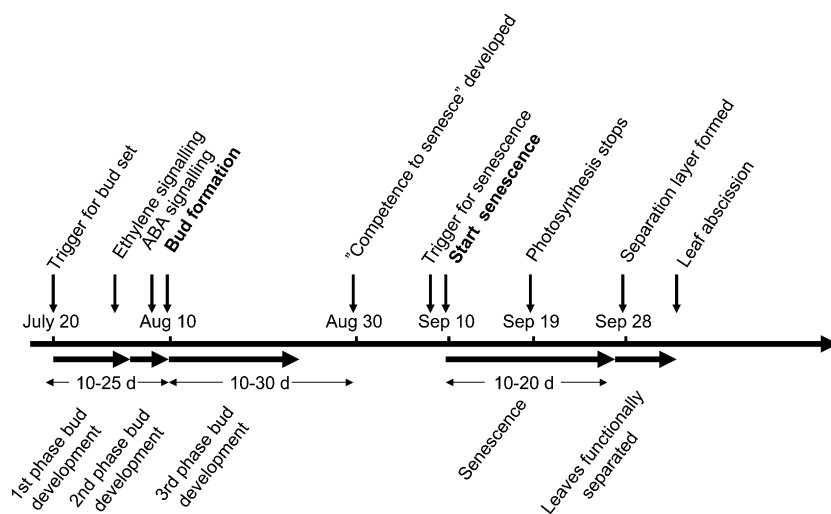 Trigger for bud set
Ethylene signalling
ABA signalling
Bud formation
”Competence to senesce” developed
Trigger for senescence
Start senescence
Photosynthesis stops
Separation layer formed
Leaf abscission
July 20
Aug 10
Aug 30
Sep 10
Sep 19
Sep 28
10-25 d
10-30 d
10-20 d
1st phase bud
development
2nd phase bud
development
3rd phase bud
development
Senescence
Leaves functionally
separated